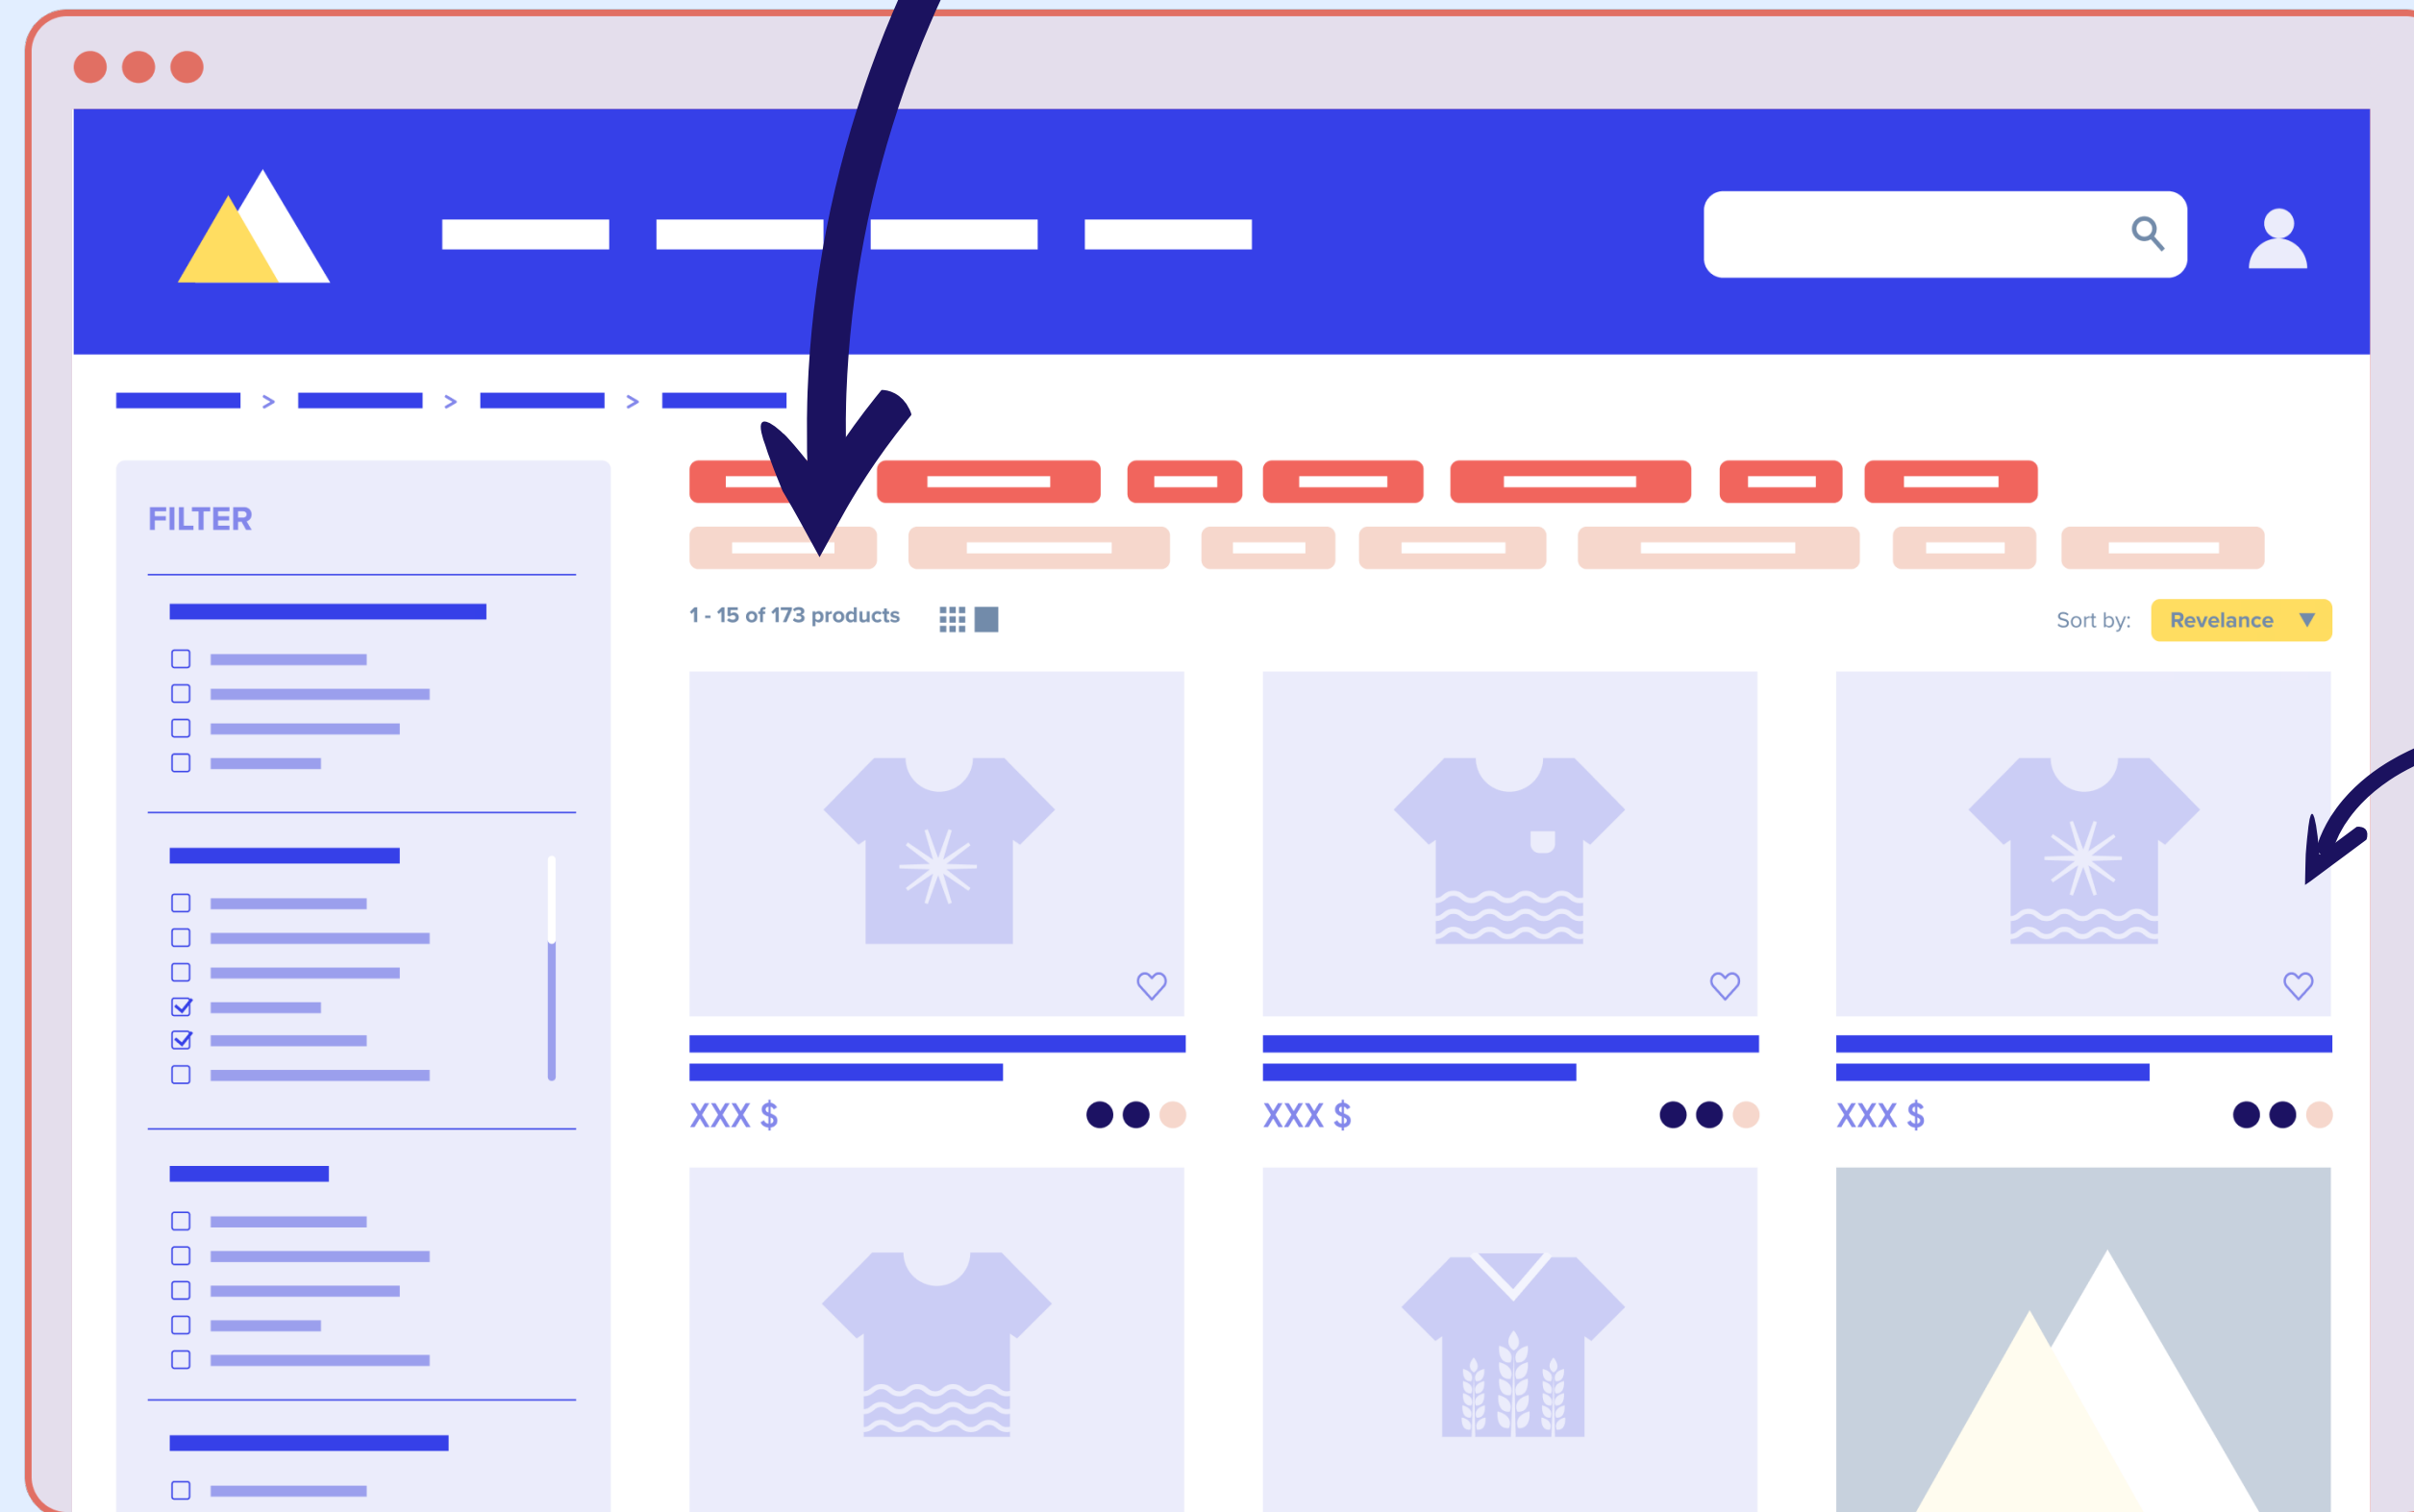 FILTER
1 - 15 of 173 products
Sort by: Revelance
XXX $
XXX $
XXX $